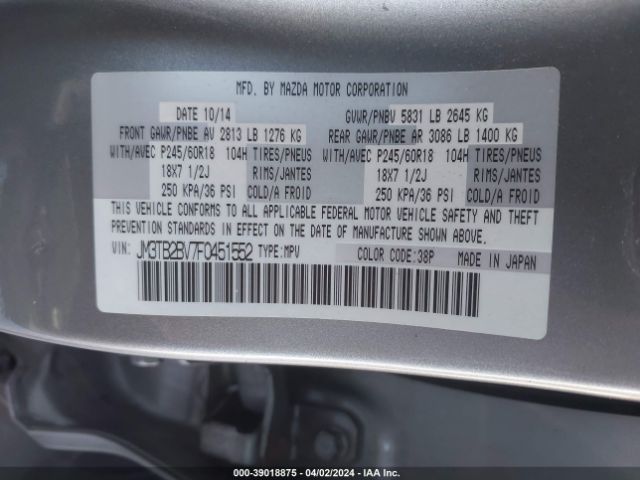 MFD. BY MAZDA MOTOR CORPORATION
DATE 10/14 GVWR/PNBV 5831 LB 2645 KG
FRONT GAWR/PNBE AV 2813 LB 1276 KG REAR GAWR/PNBE AR 3086 LB 1400 KG
WITH/AVEC P245/60R18 104H TIRES/PNEUS WITH/AVEC P245/60R18 104H TIRES/PNEUS
18X7 1/2J RIMS/JANTES 18X7 1/2J RIMS/JANTES
250 KPA/36 PSI COLD/A FROID 250 KPA/36 PSI COLD/A FROID
THIS VEHICLE CONFORMS TO ALL APPLICABLE FEDERAL MOTOR VEHICLE SAFETY AND THEFT
PREVENTION STANDARDS IN EFFECT ON THE DATE OF MANUFACTURE SHOWN ABOVE.
VIN: JM3TB2BV7F0451552 TYPE:MPV COLOR CODE:38P MADE IN JAPAN
000-39018875 - 04/02/2024 - IAA Inc.